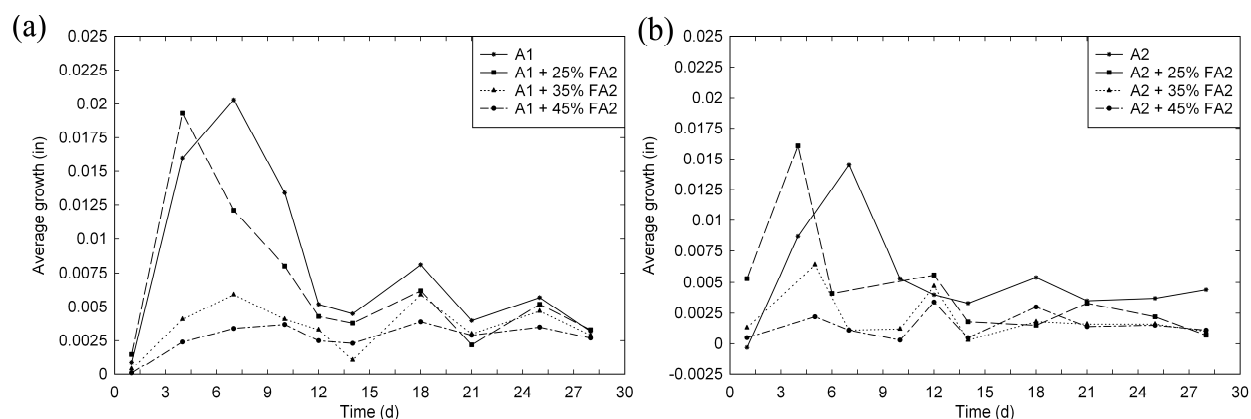 (a)
0.025
0.0225
0.02
0.0175
0.015
0.0125
0.01
0.0075
0.005
0.0025
0
Average growth (in)
0 3 6 9 12 15 18 21 24 27 30
Time (d)
A1
A1 + 25% FA2
A1 + 35% FA2
A1 + 45% FA2
(b)
0.025
0.0225
0.02
0.0175
0.015
0.0125
0.01
0.0075
0.005
0.0025
0
-0.0025
Average growth (in)
0 3 6 9 12 15 18 21 24 27 30
Time (d)
A2
A2 + 25% FA2
A2 + 35% FA2
A2 + 45% FA2